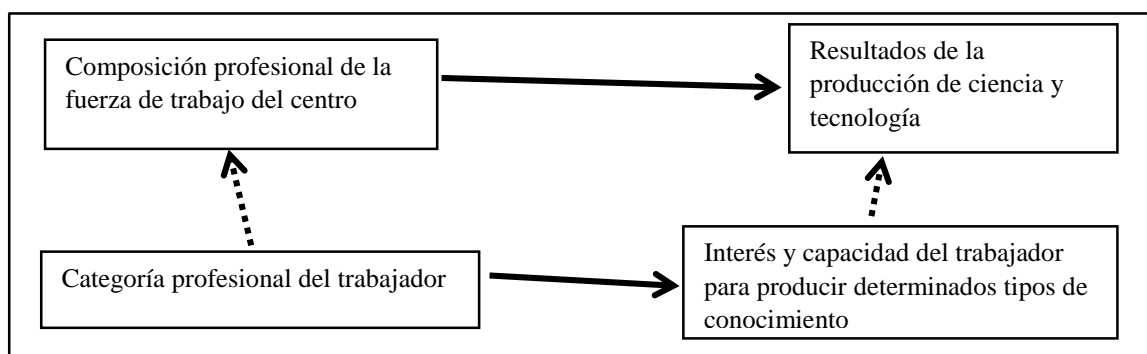 Composición profesional de la
fuerza de trabajo del centro
Resultados de la
producción de ciencia y
tecnología
Categoría profesional del trabajador
Interés y capacidad del trabajador
para producir determinados tipos de
conocimiento